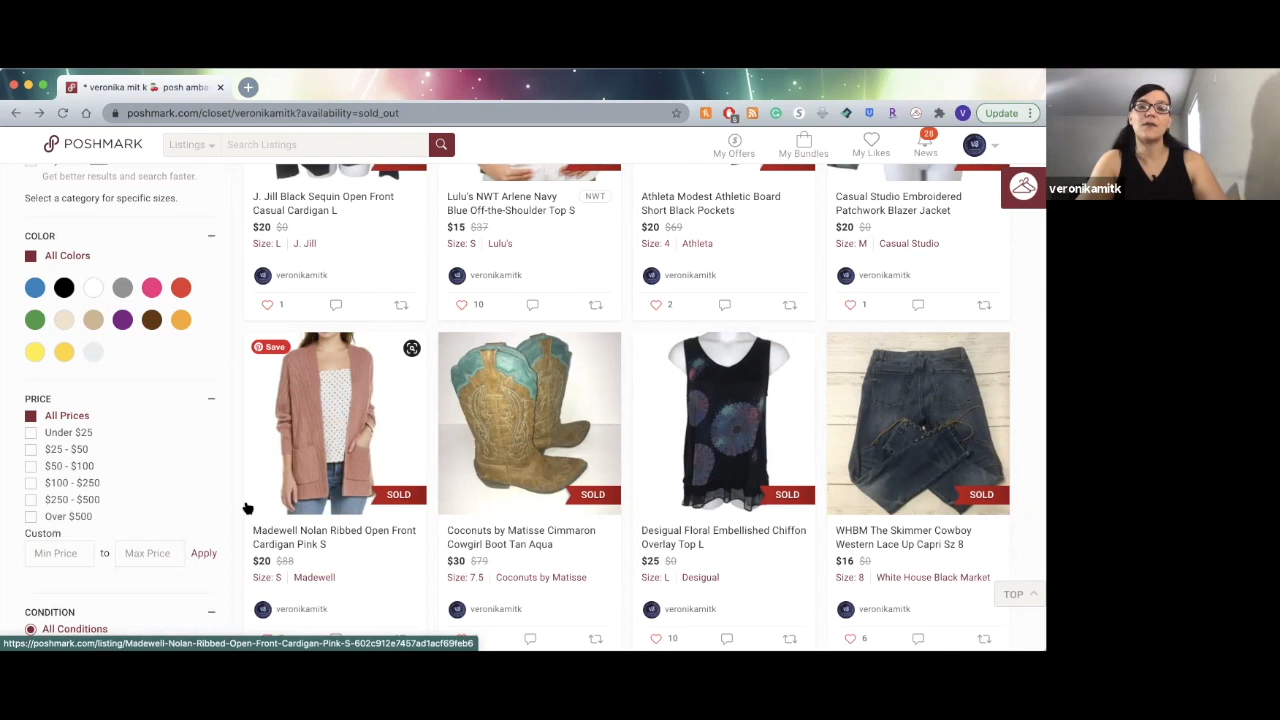 * veronika mit k 🍒 posh amba
poshmark.com/closet/veronikamitk?availability=sold_out
Update
POSHMARK
Listings
Search Listings
My Offers
My Bundles
My Likes
28
News
Get better results and search faster.
Select a category for specific sizes.
COLOR
All Colors
PRICE
All Prices
Under $25
$25 - $50
$50 - $100
$100 - $250
$250 - $500
Over $500
Custom
Min Price to Max Price Apply
CONDITION
All Conditions
J. Jill Black Sequin Open Front
Casual Cardigan L
$20 $0
Size: L J. Jill
veronikamitk
1
Lulu's NWT Arlene Navy
Blue Off-the-Shoulder Top S
NWT
$15 $37
Size: S Lulu's
veronikamitk
10
Athleta Modest Athletic Board
Short Black Pockets
$20 $69
Size: 4 Athleta
veronikamitk
2
Casual Studio Embroidered
Patchwork Blazer Jacket
$20 $0
Size: M Casual Studio
veronikamitk
1
Save
SOLD
Madewell Nolan Ribbed Open Front
Cardigan Pink S
$20 $88
Size: S Madewell
veronikamitk
SOLD
Coconuts by Matisse Cimmaron
Cowgirl Boot Tan Aqua
$30 $79
Size: 7.5 Coconuts by Matisse
veronikamitk
SOLD
Desigual Floral Embellished Chiffon
Overlay Top L
$25 $0
Size: L Desigual
veronikamitk
10
SOLD
WHBM The Skimmer Cowboy
Western Lace Up Capri Sz 8
$16 $0
Size: 8 White House Black Market
veronikamitk
6
TOP
https://poshmark.com/listing/Madewell-Nolan-Ribbed-Open-Front-Cardigan-Pink-S-602c912e7457ad1acf69feb6
veronikamitk